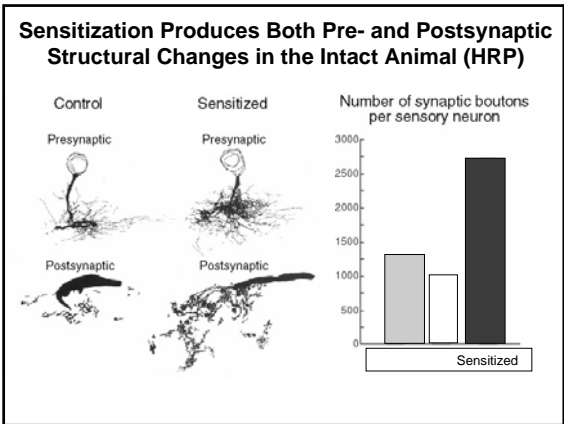 Sensitization Produces Both Pre- and Postsynaptic
Structural Changes in the Intact Animal (HRP)
Control
Sensitized
Presynaptic
Presynaptic
Postsynaptic
Postsynaptic
Number of synaptic boutons
per sensory neuron
3000
2500
2000
1500
1000
500
0
Sensitized